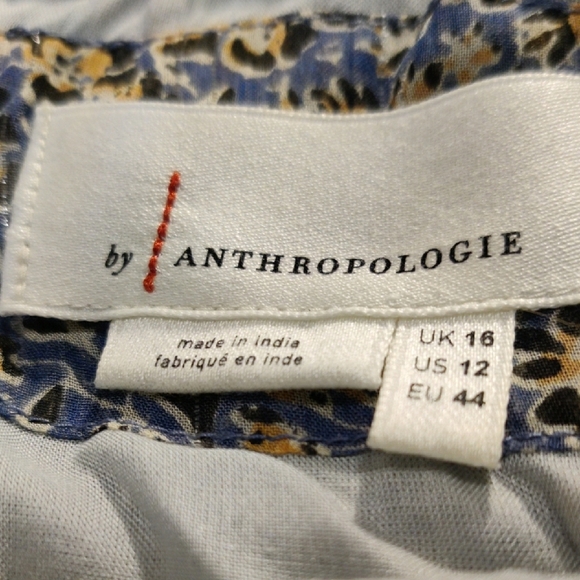 by ANTHROPOLOGIE
made in india
fabriqué en inde
UK 16
US 12
EU 44